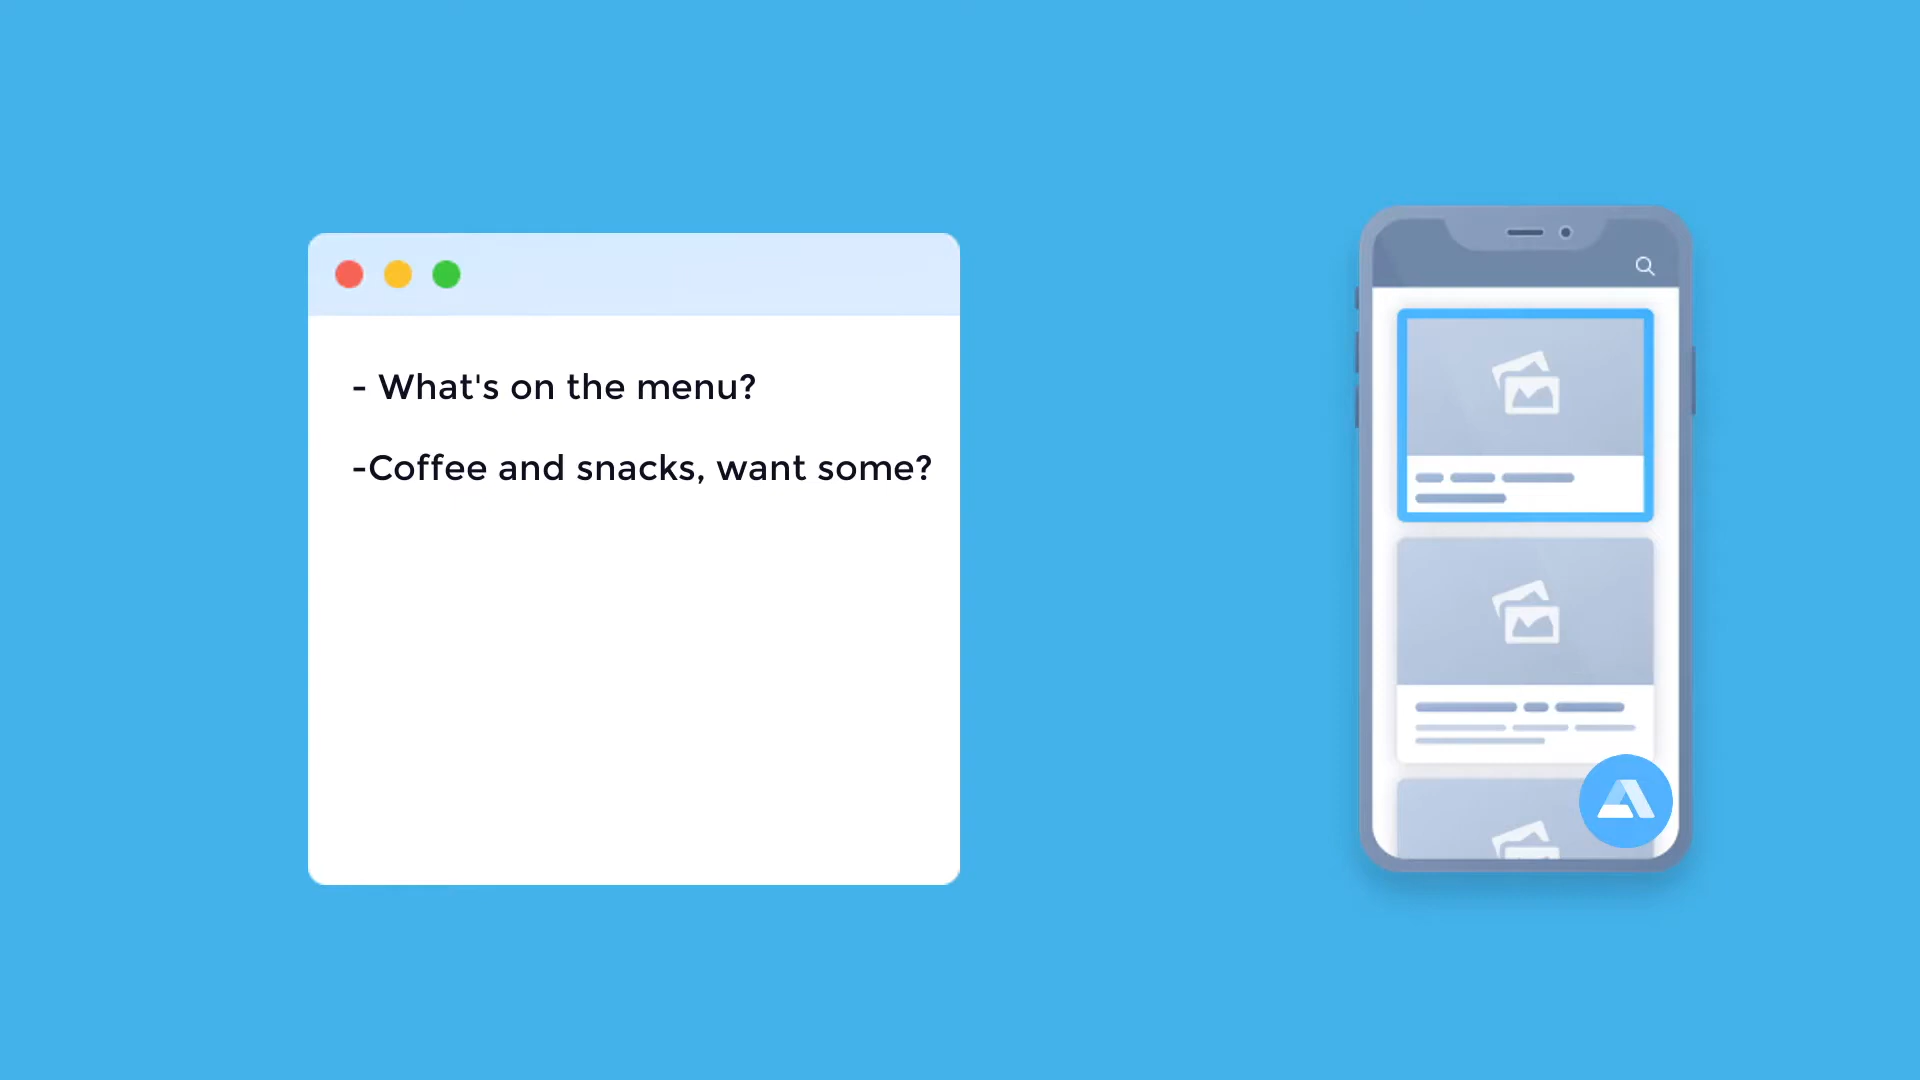 - What's on the menu?
-Coffee and snacks, want some?